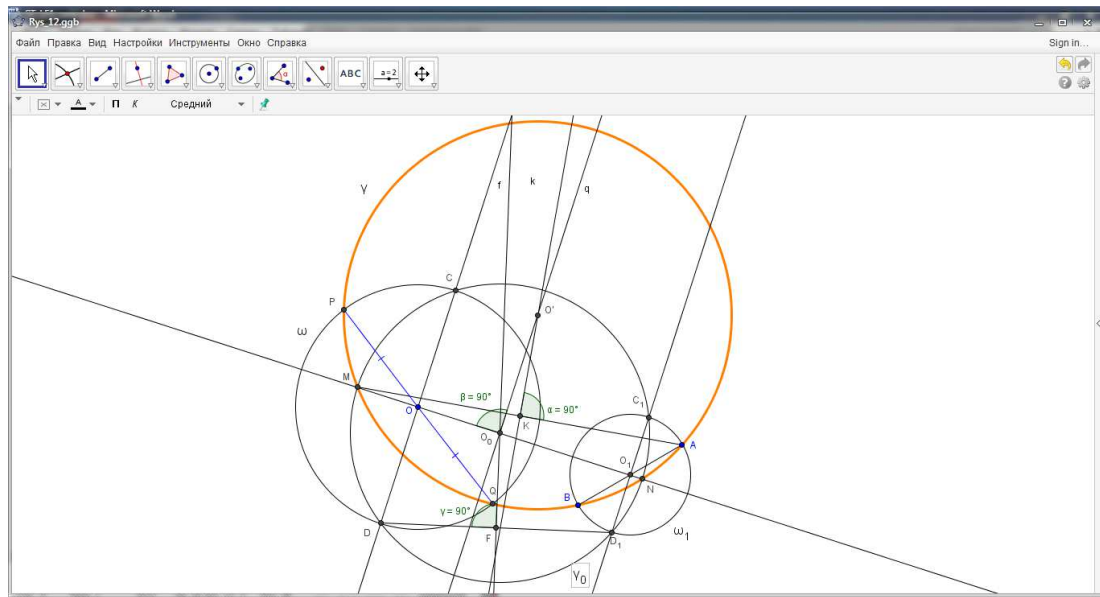 Rys_12.ggb
Файл Правка Вид Настройки Инструменты Окно Справка Sign in...
ABC a=2
A П К Средний
γ f k q
C
P
O'
ω
M
β = 90°
α = 90°
O
K
C₁
O₀
A
O₁
Q
B
N
γ = 90°
D
F
D₁
ω₁
γ₀